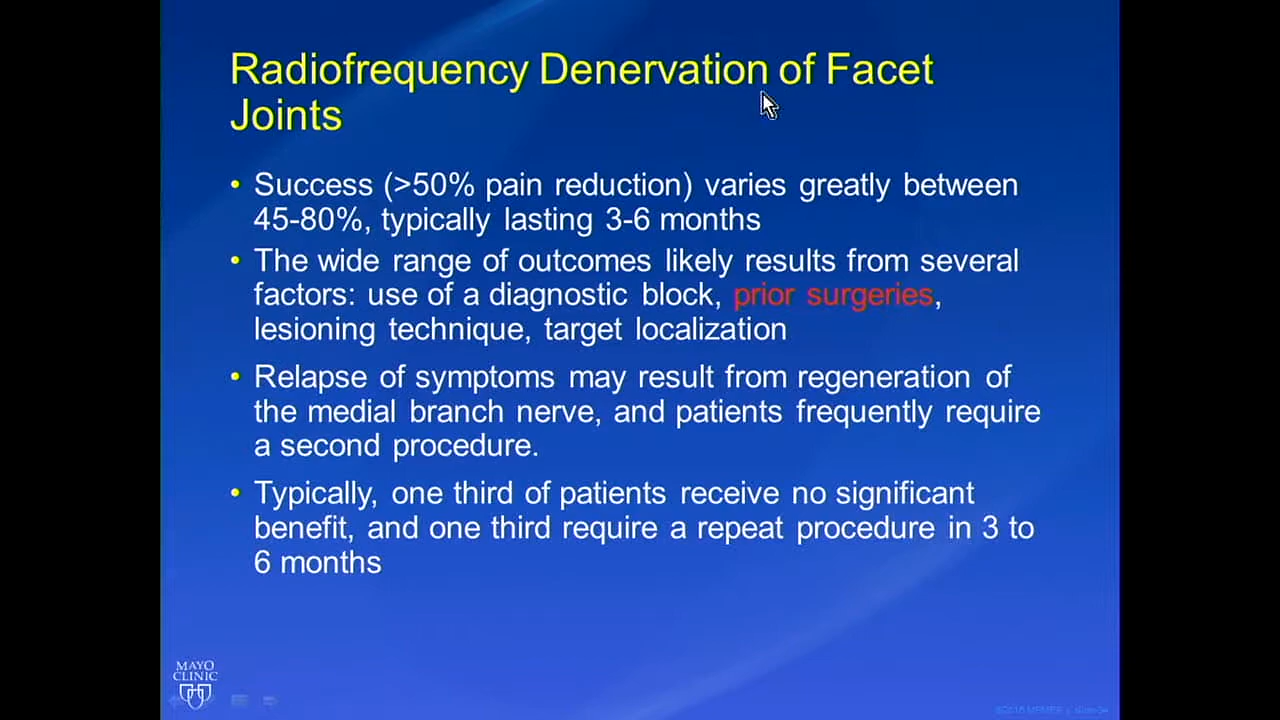 Radiofrequency Denervation of Facet
Joints
• Success (>50% pain reduction) varies greatly between
45-80%, typically lasting 3-6 months
• The wide range of outcomes likely results from several
factors: use of a diagnostic block, prior surgeries,
lesioning technique, target localization
• Relapse of symptoms may result from regeneration of
the medial branch nerve, and patients frequently require
a second procedure.
• Typically, one third of patients receive no significant
benefit, and one third require a repeat procedure in 3 to
6 months
MAYO
CLINIC